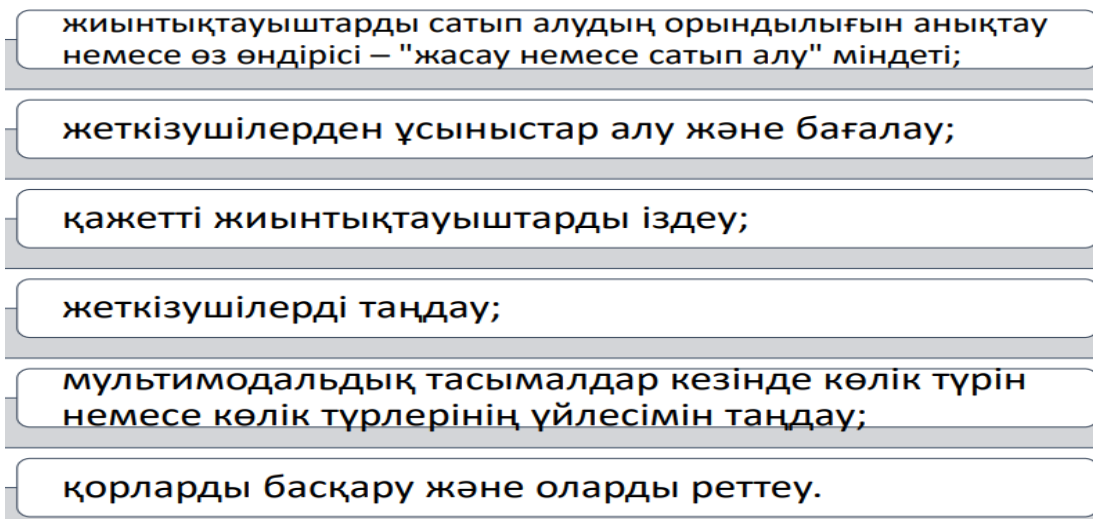 жиынтықтауыштарды сатып алудың орындылығын анықтау
немесе өз өндірісі – "жасау немесе сатып алу" міндеті;
жеткізушілерден ұсыныстар алу және бағалау;
қажетті жиынтықтауыштарды іздеу;
жеткізушілерді таңдау;
мультимодальдық тасымалдар кезінде көлік түрін
немесе көлік түрлерінің үйлесімін таңдау;
қорларды басқару және оларды реттеу.